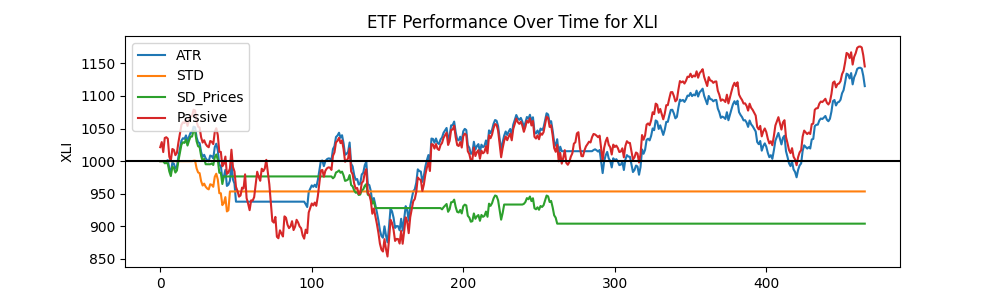 ETF Performance Over Time for XLI
XLI
1150
1100
1050
1000
950
900
850
ATR
STD
SD_Prices
Passive
0
100
200
300
400